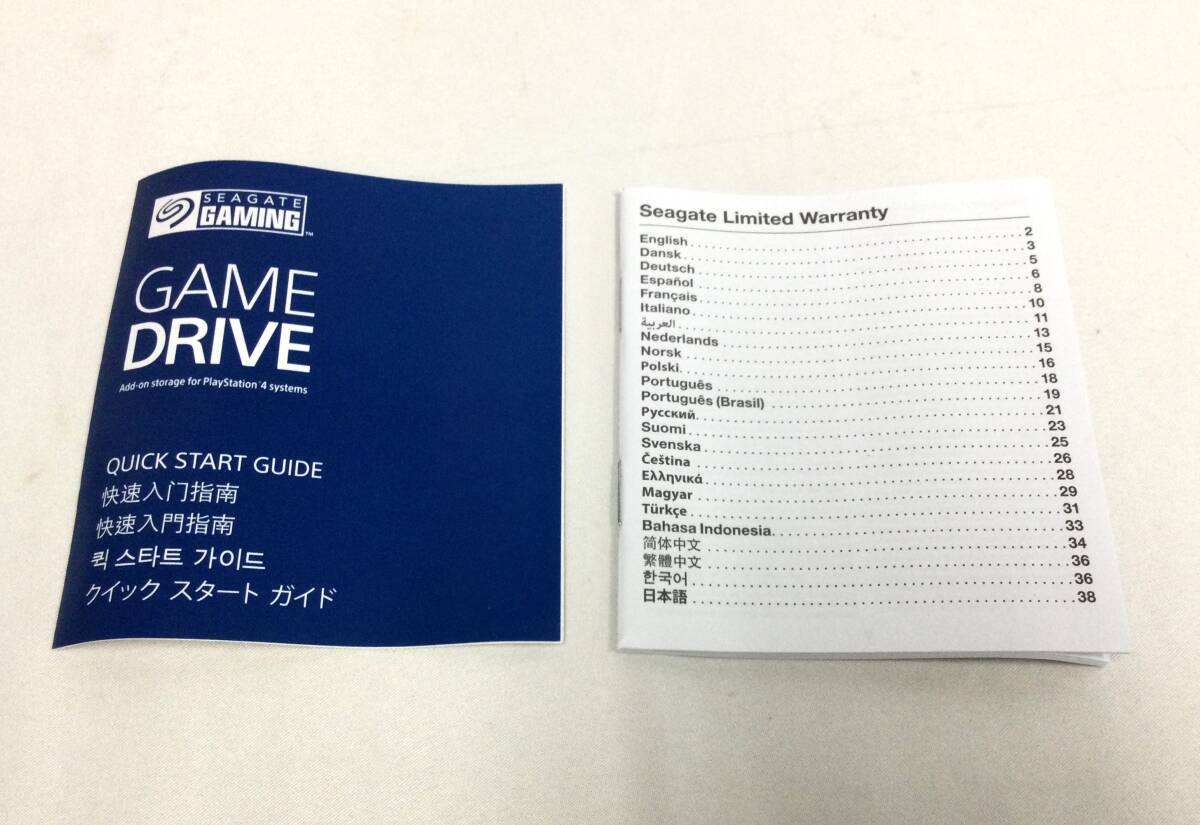 SEAGATE
GAMING™
GAME
DRIVE
Add-on storage for PlayStation®4 systems
QUICK START GUIDE
快速入门指南
快速入門指南
퀵 스타트 가이드
クイック スタート ガイド
Seagate Limited Warranty
English 2
Dansk 3
Deutsch 5
Español 6
Français 8
Italiano 10
العربية 11
Nederlands 13
Norsk 15
Polski 16
Português 18
Português (Brasil) 19
Русский 21
Suomi 23
Svenska 25
Čeština 26
Ελληνικά 28
Magyar 29
Türkçe 31
Bahasa Indonesia 33
简体中文 34
繁體中文 36
한국어 36
日本語 38